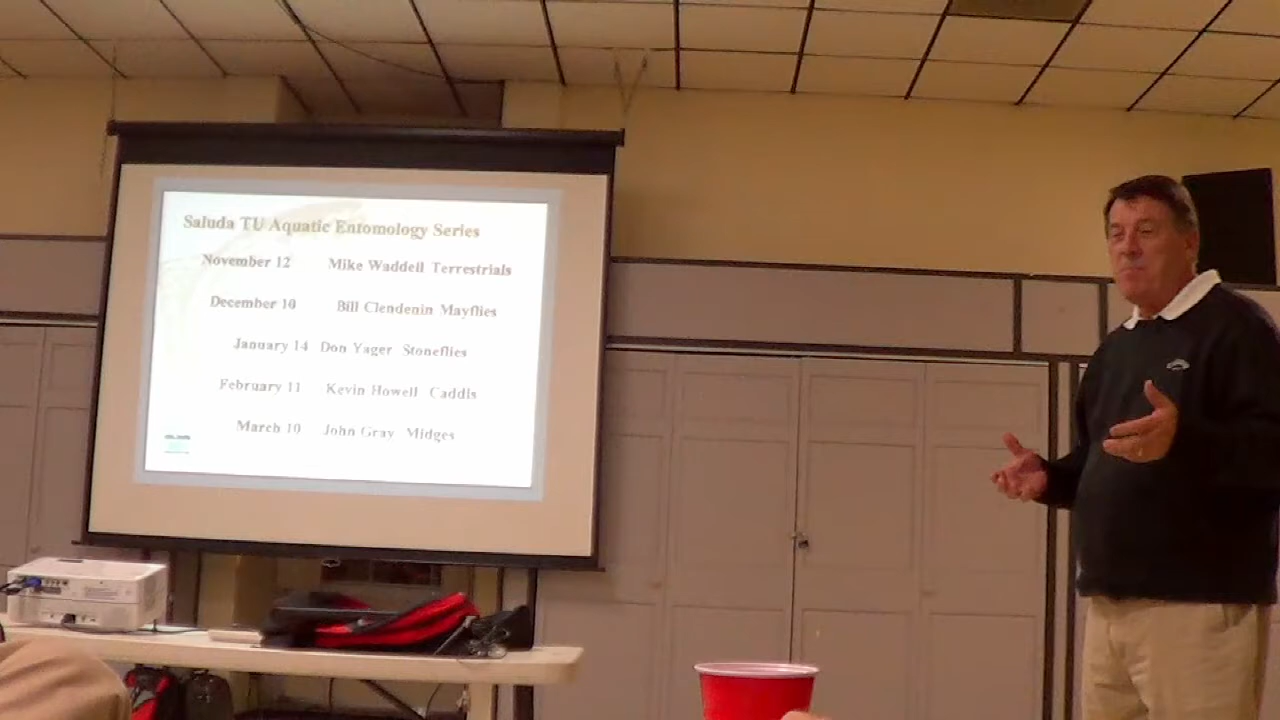 Saluda TU Aquatic Entomology Series
November 12 Mike Waddell Terrestrials
December 10 Bill Clendenin Mayflies
January 14 Don Yager Stoneflies
February 11 Kevin Howell Caddis
March 10 John Gray Midges